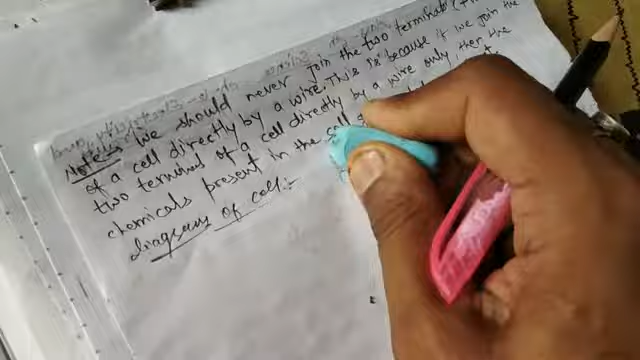 Note:- We should never join the two terminal
of a cell directly by a wire. This is because if we join the
two terminal of a cell directly by a wire only, then the
chemicals present in the cell
diagram of cell:-